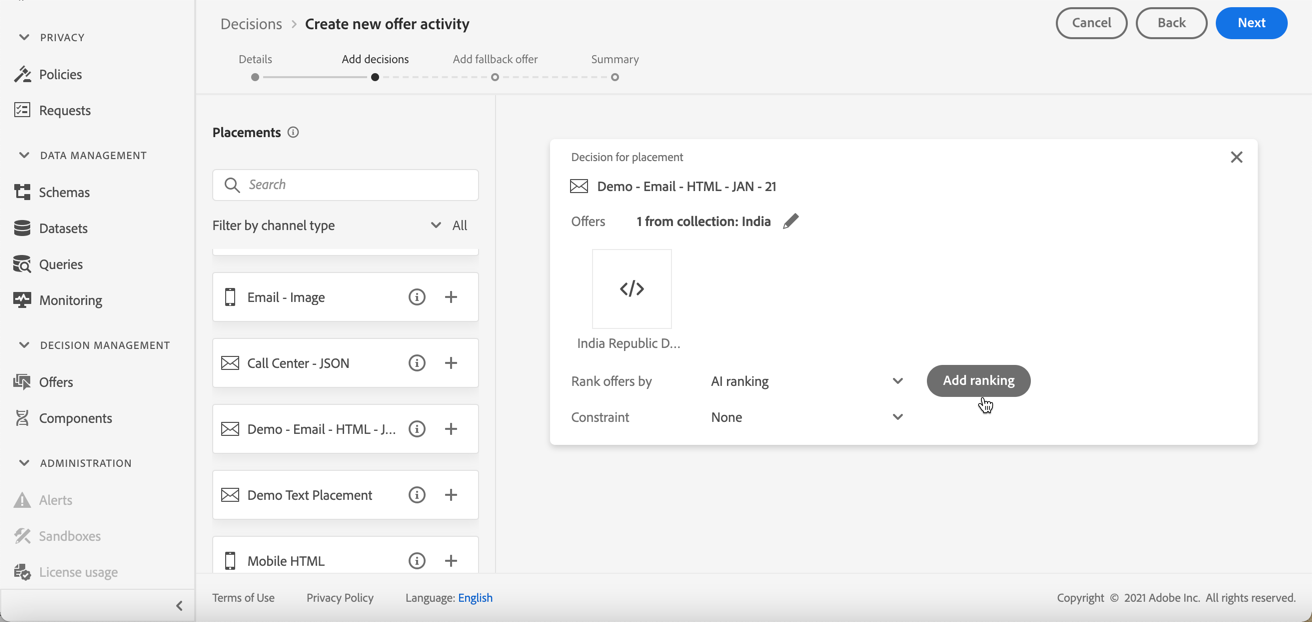 PRIVACY
Policies
Requests
DATA MANAGEMENT
Schemas
Datasets
Queries
Monitoring
DECISION MANAGEMENT
Offers
Components
ADMINISTRATION
Alerts
Sandboxes
License usage
Decisions > Create new offer activity
Cancel
Back
Next
Details
Add decisions
Add fallback offer
Summary
Placements
Search
Filter by channel type
All
Email - Image
Call Center - JSON
Demo - Email - HTML - J...
Demo Text Placement
Mobile HTML
Decision for placement
Demo - Email - HTML - JAN - 21
Offers 1 from collection: India
</>
India Republic D...
Rank offers by AI ranking Add ranking
Constraint None
Terms of Use Privacy Policy Language: English
Copyright © 2021 Adobe Inc. All rights reserved.